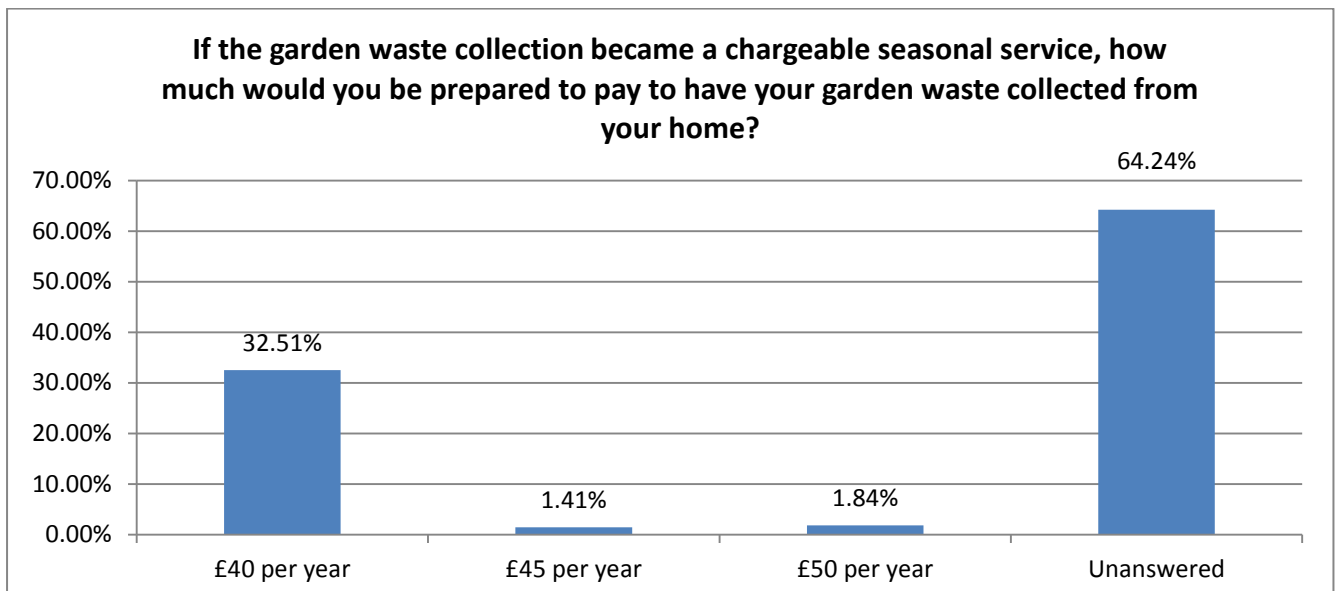 If the garden waste collection became a chargeable seasonal service, how
much would you be prepared to pay to have your garden waste collected from
your home?
64.24%
70.00%
60.00%
50.00%
40.00%
32.51%
30.00%
20.00%
10.00%
1.41%
1.84%
0.00%
£40 per year
£45 per year
£50 per year
Unanswered